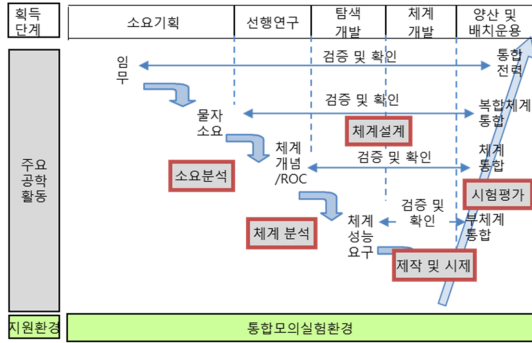 획득
단계
소요기획
선행연구
탐색
개발
체계
개발
양산 및
배치운용
주요
공학
활동
임
무
검증 및 확인
통합
전력
물자
소요
검증 및 확인
복합체계
통합
체계설계
체계
개념
/ROC
검증 및 확인
체계
통합
소요분석
시험평가
체계 분석
체계
성능
요구
검증 및
확인
부체계
통합
제작 및 시제
지원환경
통합모의실험환경